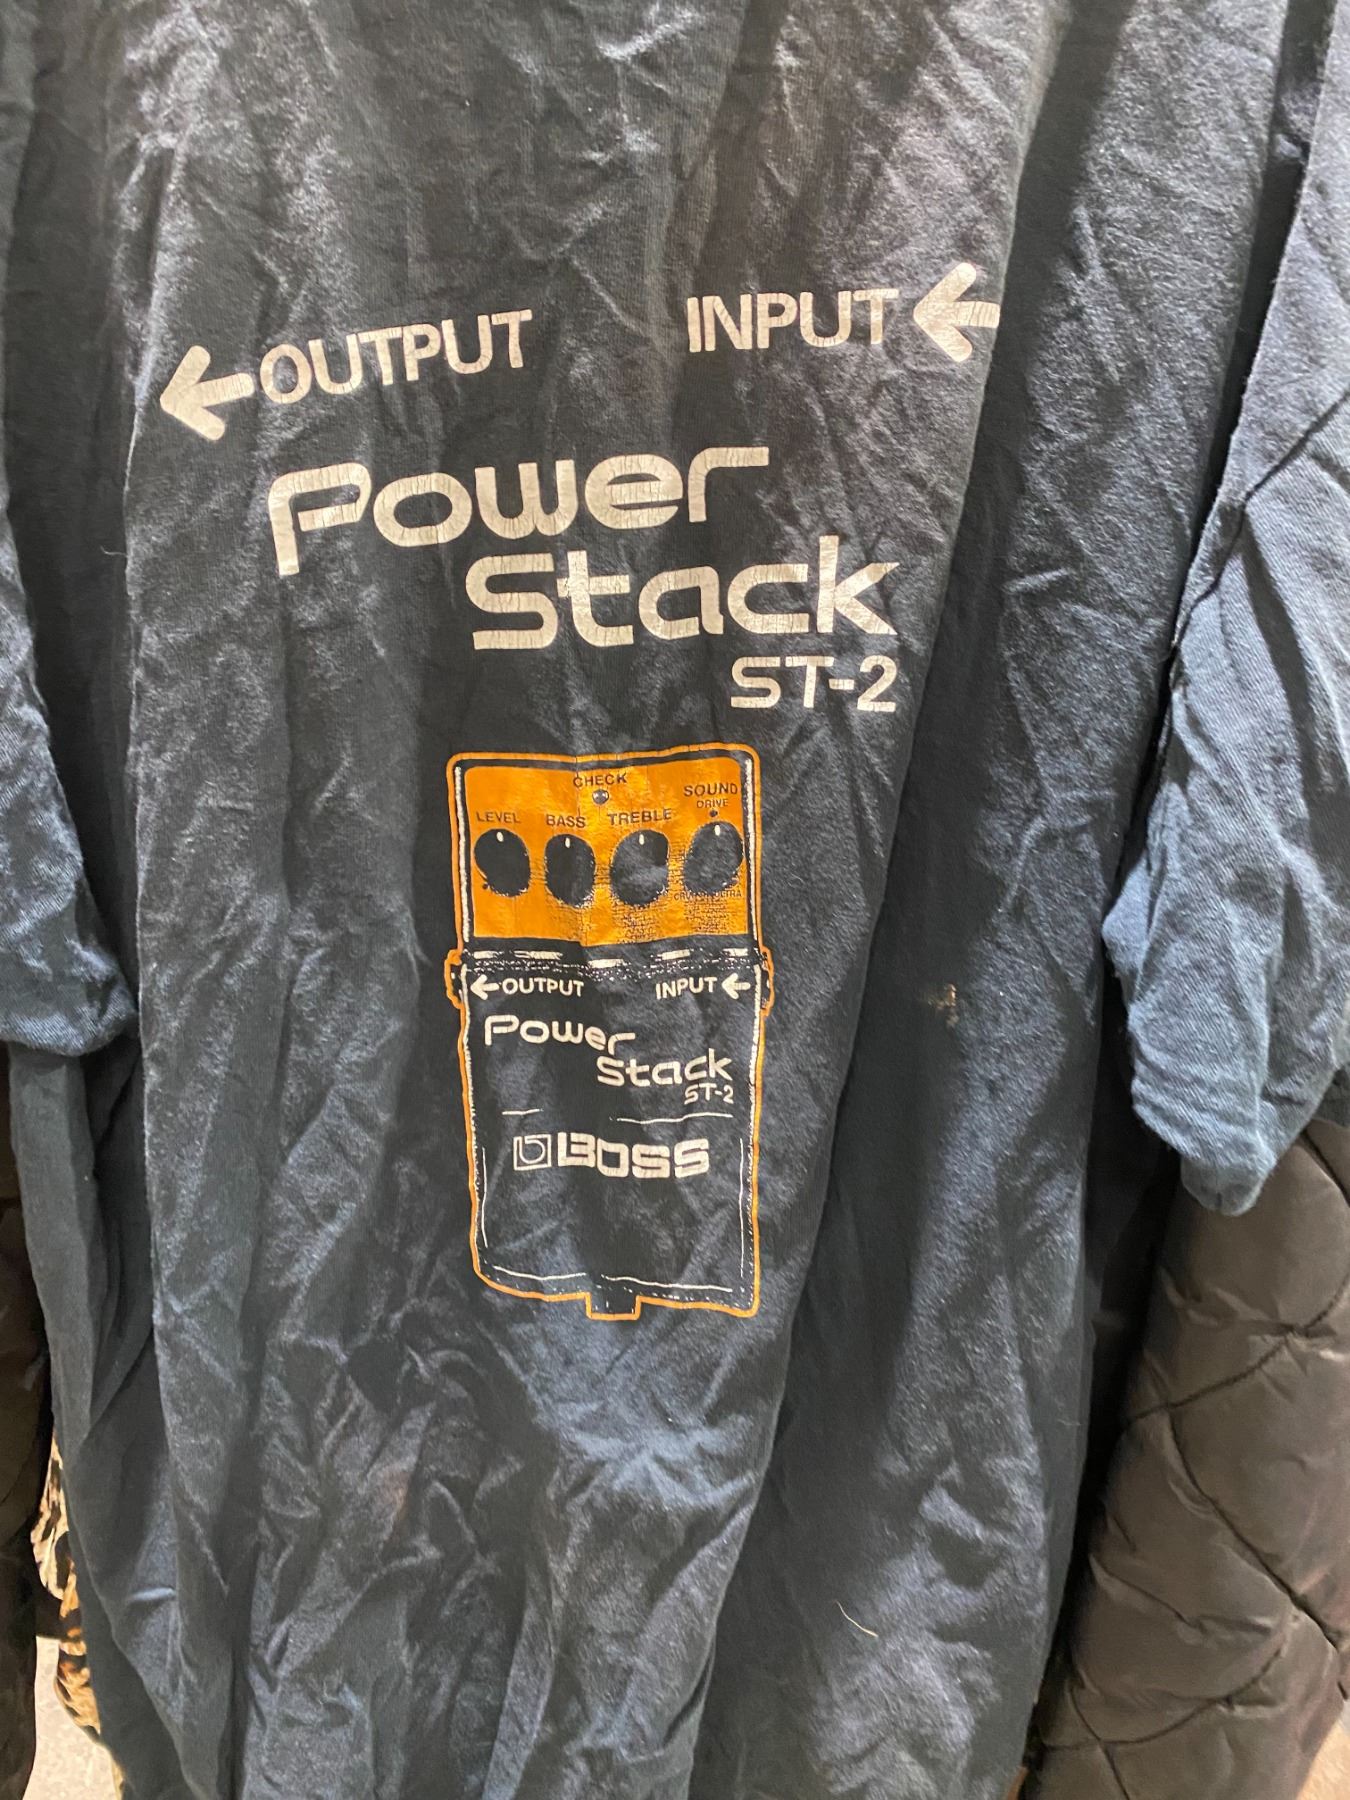 ←OUTPUT INPUT←
Power
Stack
ST-2
CHECK
LEVEL BASS TREBLE SOUND
DRIVE
←OUTPUT INPUT←
Power
Stack
ST-2
BOSS